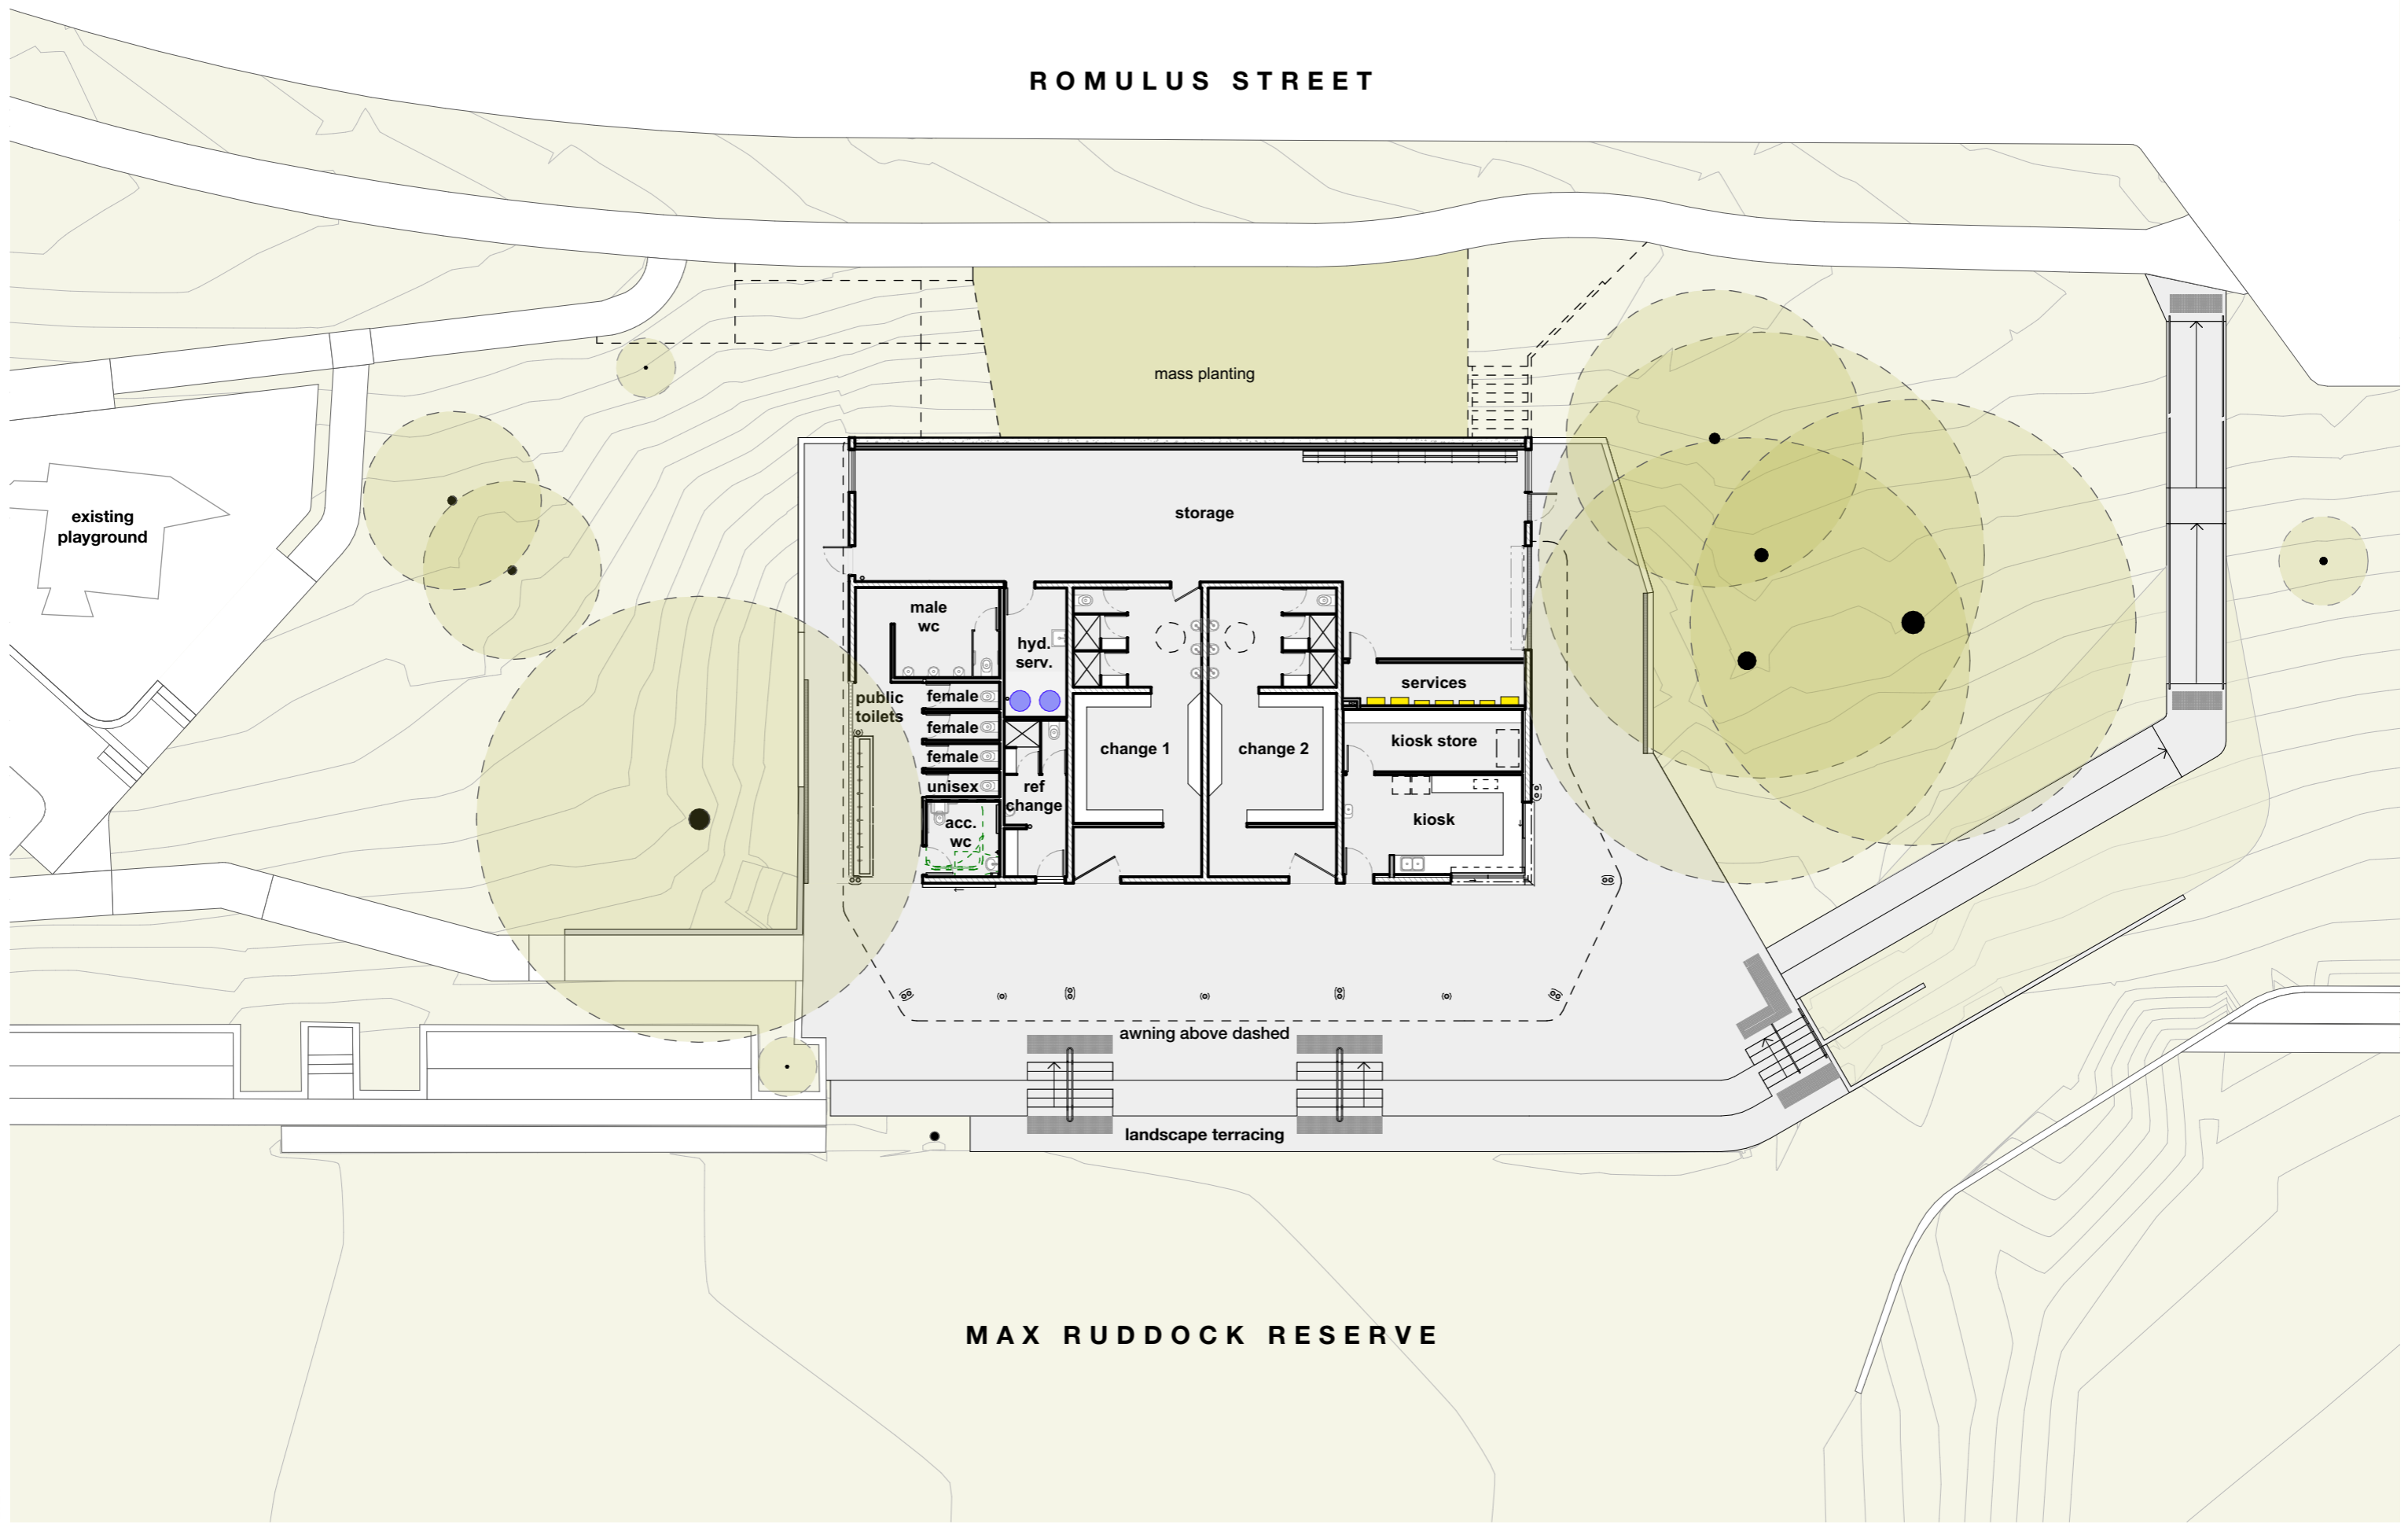 ROMULUS STREET
mass planting
existing
playground
storage
male
wc
hyd.
serv.
public
toilets
female
female
female
unisex
acc.
wc
ref
change
change 1
change 2
services
kiosk store
kiosk
awning above dashed
landscape terracing
MAX RUDDOCK RESERVE